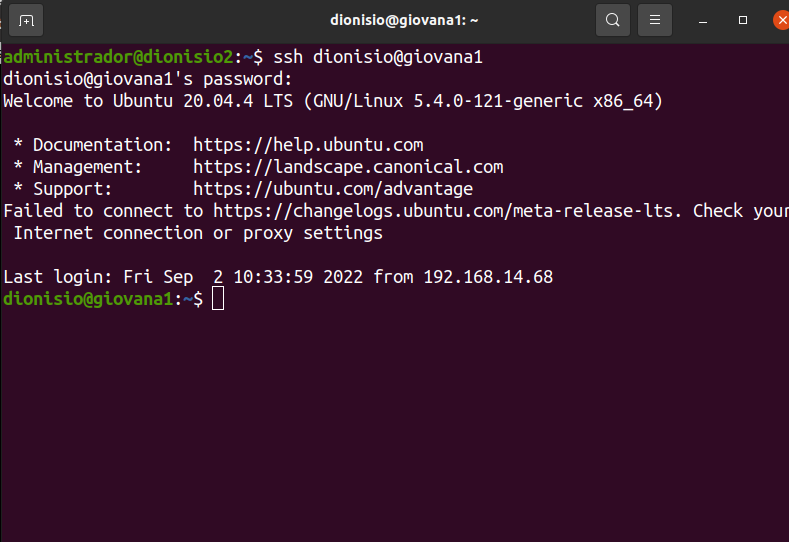 dionisio@giovana1: ~
administrador@dionisio2:~$ ssh dionisio@giovana1
dionisio@giovana1's password:
Welcome to Ubuntu 20.04.4 LTS (GNU/Linux 5.4.0-121-generic x86_64)

 * Documentation:  https://help.ubuntu.com
 * Management:     https://landscape.canonical.com
 * Support:        https://ubuntu.com/advantage
Failed to connect to https://changelogs.ubuntu.com/meta-release-lts. Check your
 Internet connection or proxy settings

Last login: Fri Sep  2 10:33:59 2022 from 192.168.14.68
dionisio@giovana1:~$